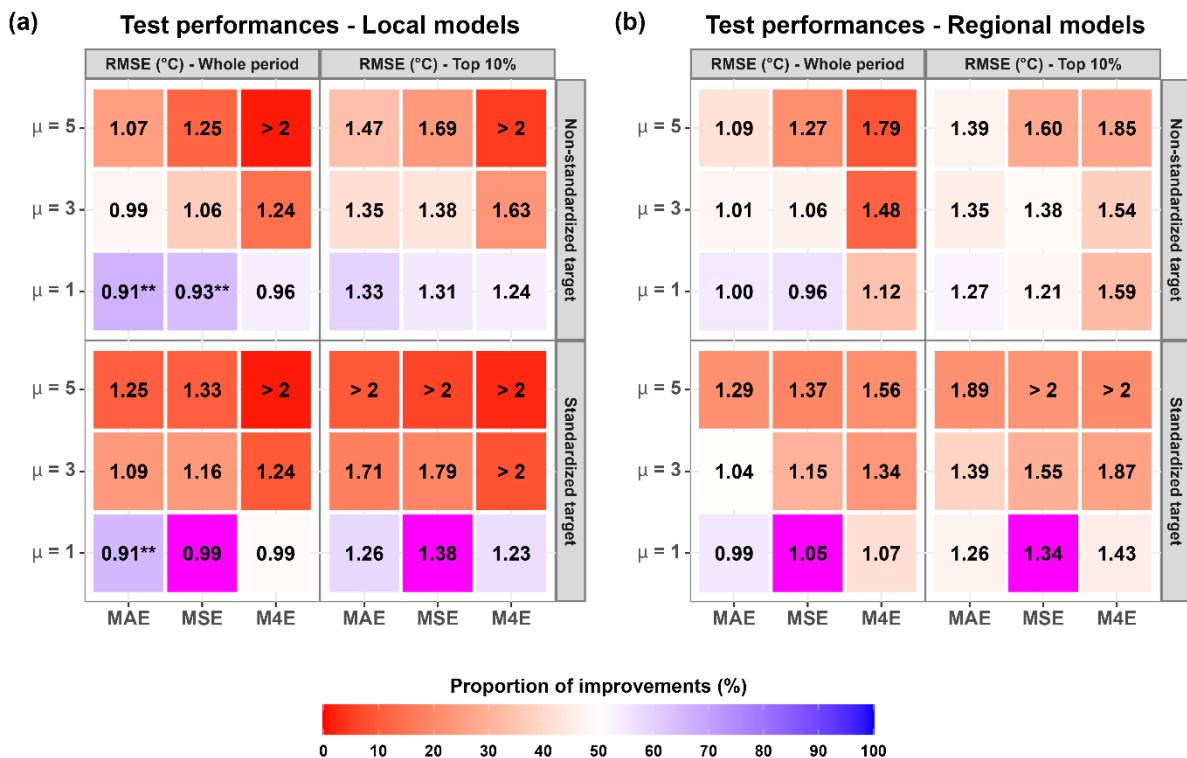 (a) Test performances - Local models
RMSE (°C) - Whole period RMSE (°C) - Top 10%
μ = 5 1.07 1.25 > 2 1.47 1.69 > 2
μ = 3 0.99 1.06 1.24 1.35 1.38 1.63
μ = 1 0.91** 0.93** 0.96 1.33 1.31 1.24
Non-standardized target
μ = 5 1.25 1.33 > 2 > 2 > 2 > 2
μ = 3 1.09 1.16 1.24 1.71 1.79 > 2
μ = 1 0.91** 0.99 0.99 1.26 1.38 1.23
Standardized target
MAE MSE M4E MAE MSE M4E
(b) Test performances - Regional models
RMSE (°C) - Whole period RMSE (°C) - Top 10%
μ = 5 1.09 1.27 1.79 1.39 1.60 1.85
μ = 3 1.01 1.06 1.48 1.35 1.38 1.54
μ = 1 1.00 0.96 1.12 1.27 1.21 1.59
Non-standardized target
μ = 5 1.29 1.37 1.56 1.89 > 2 > 2
μ = 3 1.04 1.15 1.34 1.39 1.55 1.87
μ = 1 0.99 1.05 1.07 1.26 1.34 1.43
Standardized target
MAE MSE M4E MAE MSE M4E
Proportion of improvements (%)
0 10 20 30 40 50 60 70 80 90 100